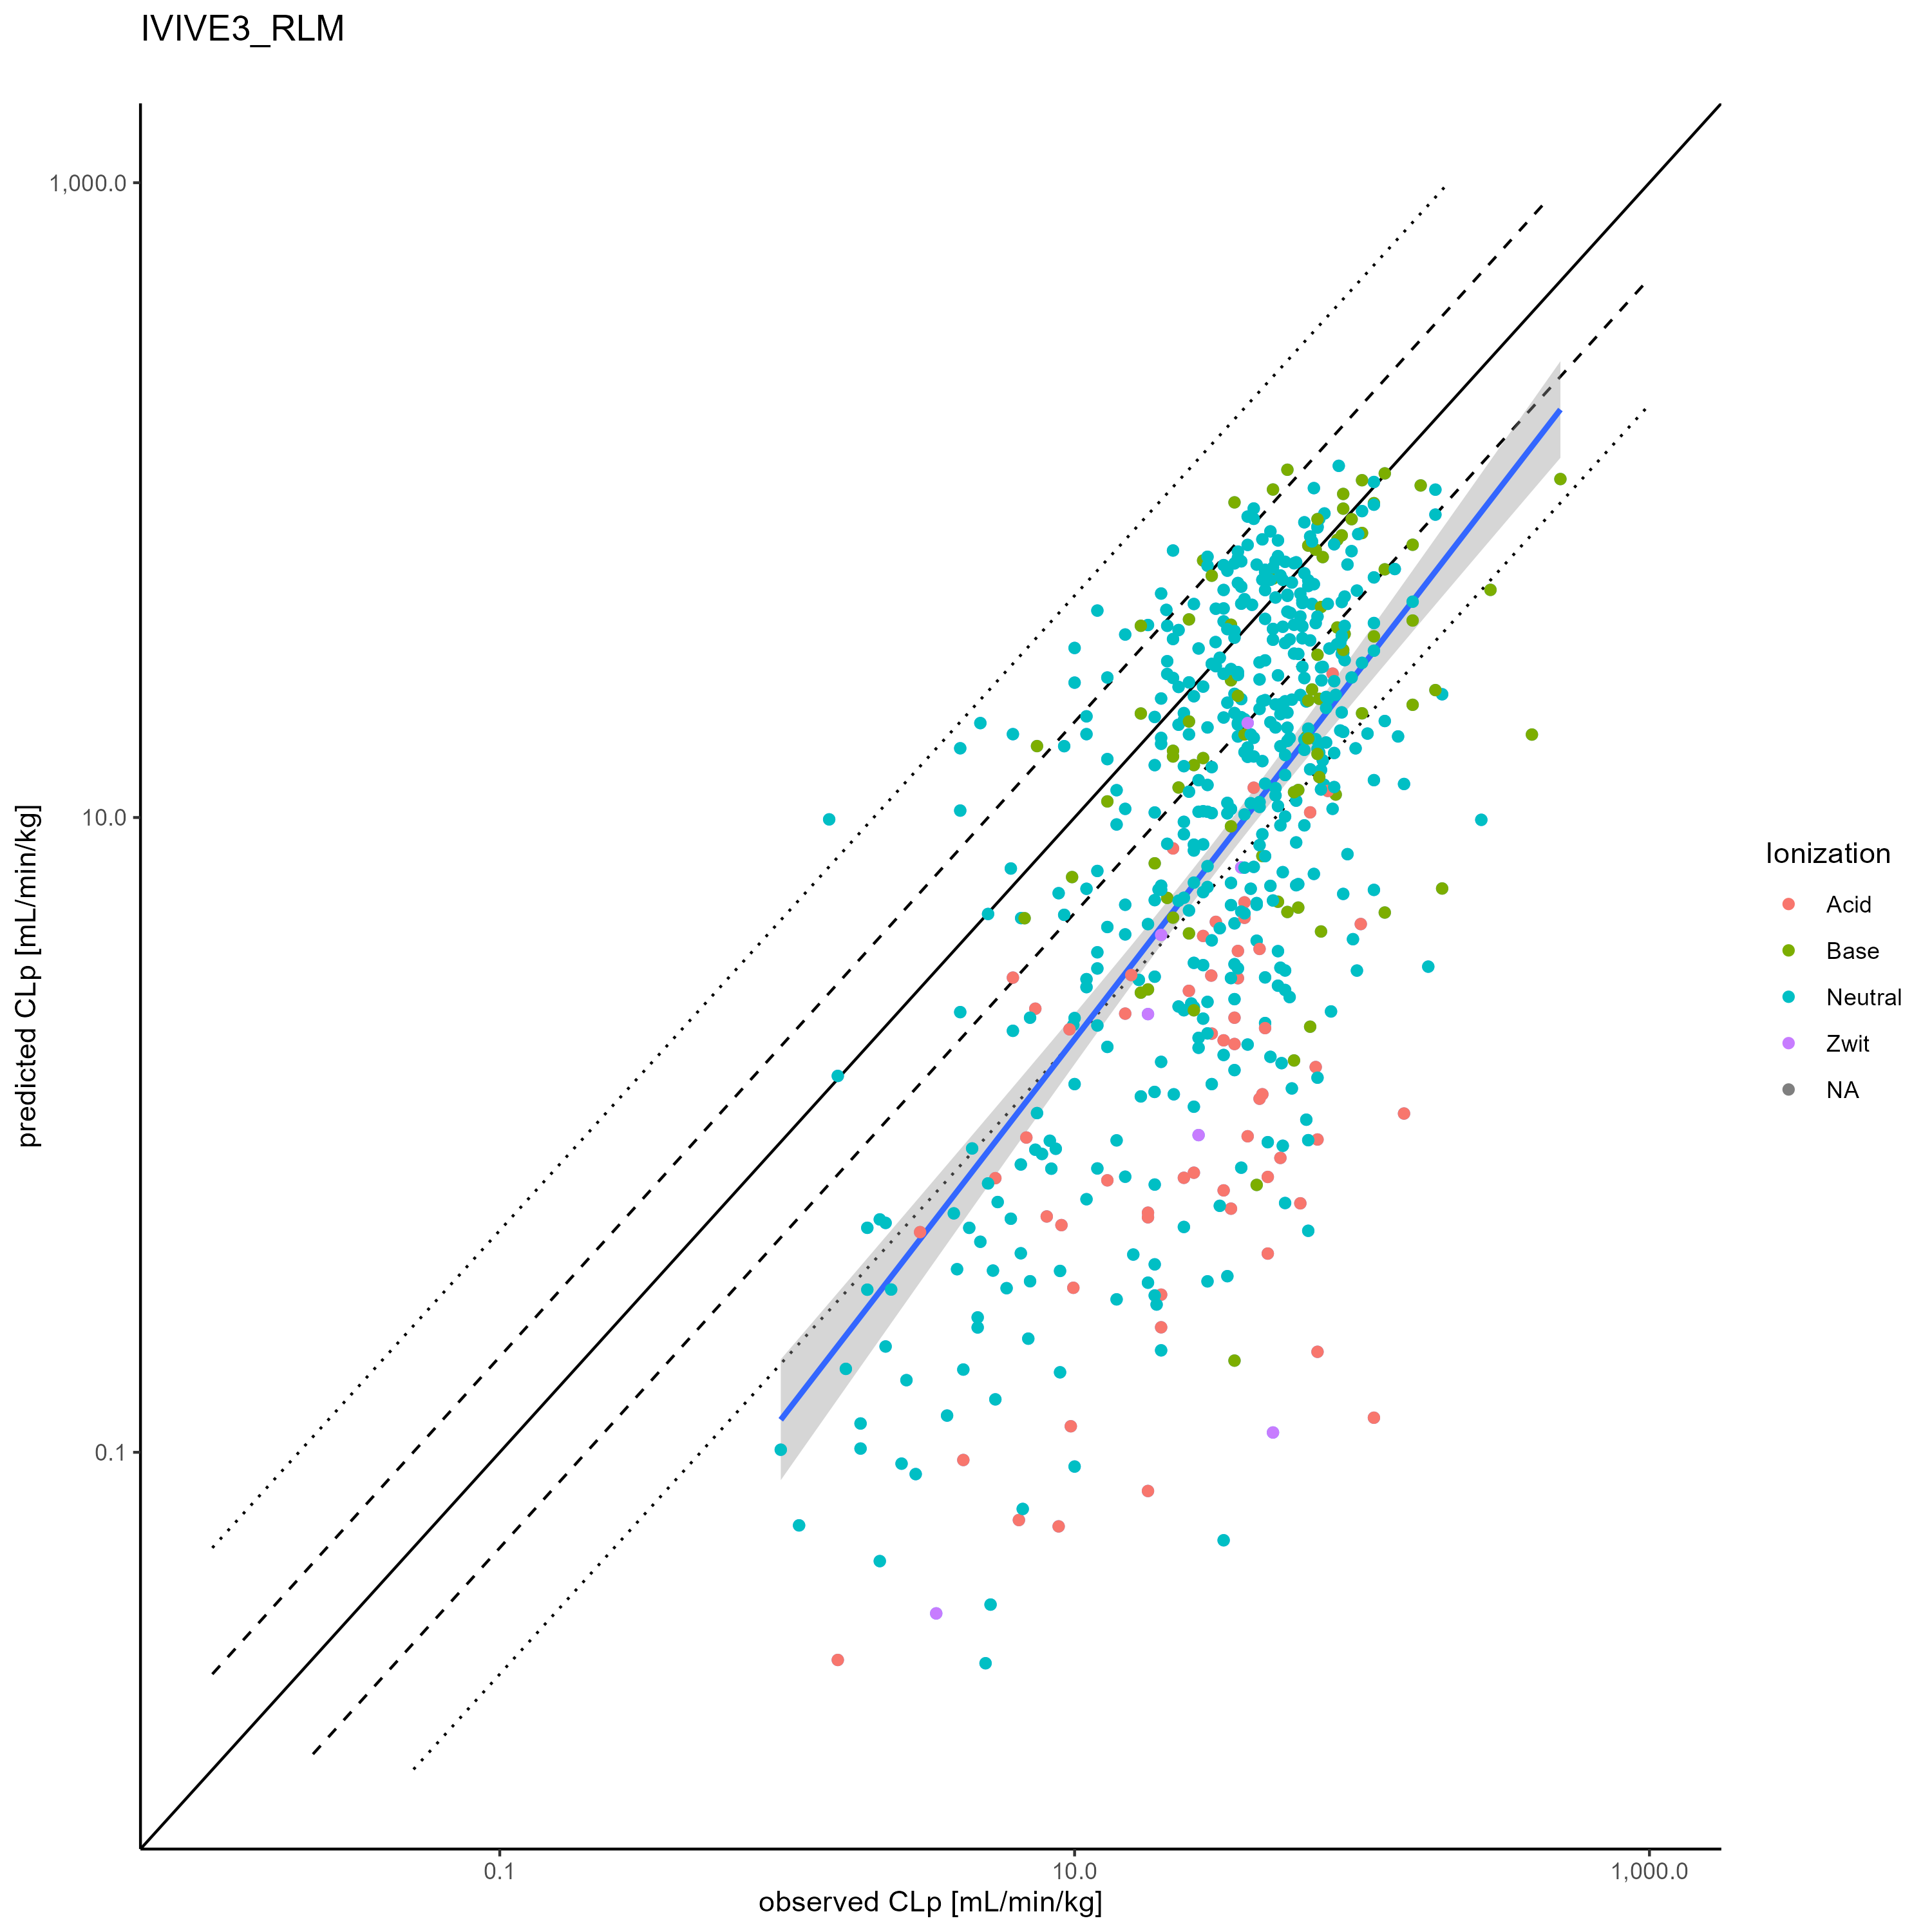 IVIVE3_RLM
predicted CLp [mL/min/kg]
1,000.0
10.0
0.1
0.1
10.0
1,000.0
observed CLp [mL/min/kg]
Ionization
Acid
Base
Neutral
Zwit
NA